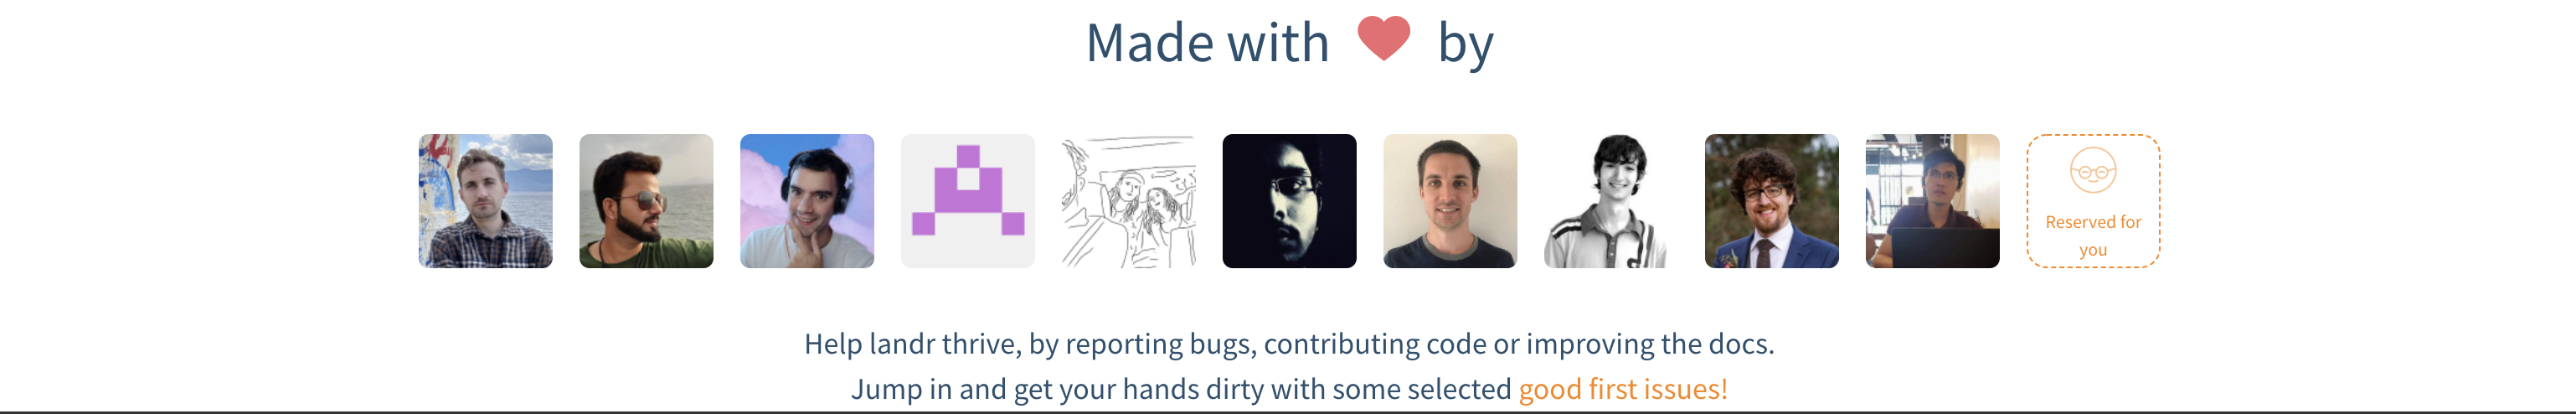 Made with by
Reserved for
you
Help landr thrive, by reporting bugs, contributing code or improving the docs.
Jump in and get your hands dirty with some selected good first issues!